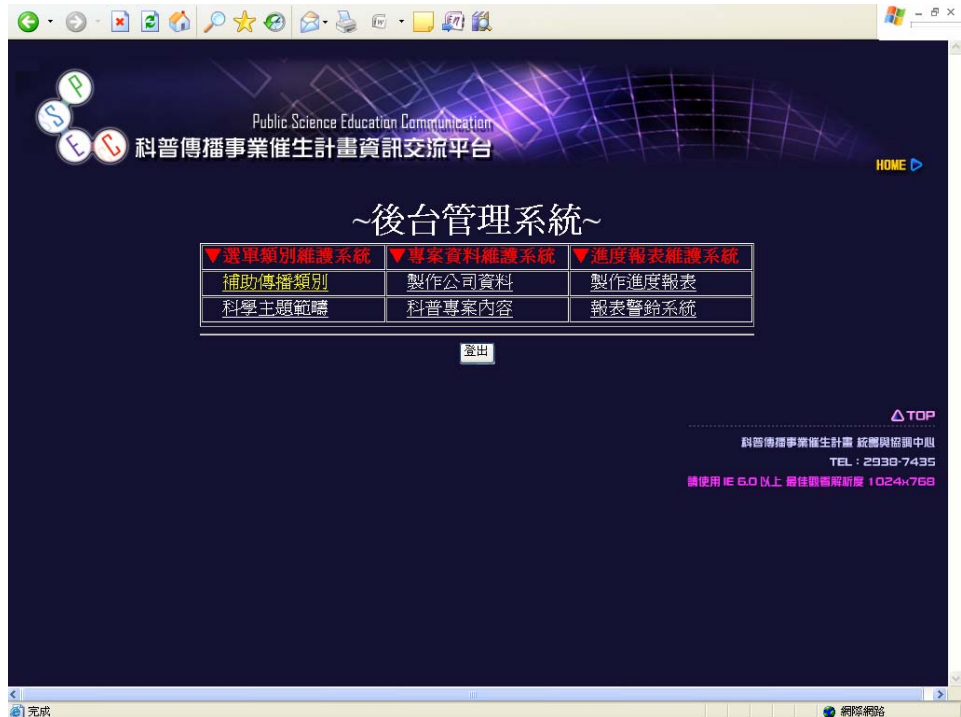 P
S
E
C
Public Science Education Communication
科普傳播事業催生計畫資訊交流平台
HOME
~後台管理系統~
▼選單類別維護系統 ▼專案資料維護系統 ▼進度報表維護系統
補助傳播類別 製作公司資料 製作進度報表
科學主題範疇 科普專案內容 報表警鈴系統
登出
△TOP
科普傳播事業催生計畫 統籌與協調中心
TEL：2938-7435
請使用 IE 6.0 以上 最佳觀看解析度 1024x768
完成 網際網路